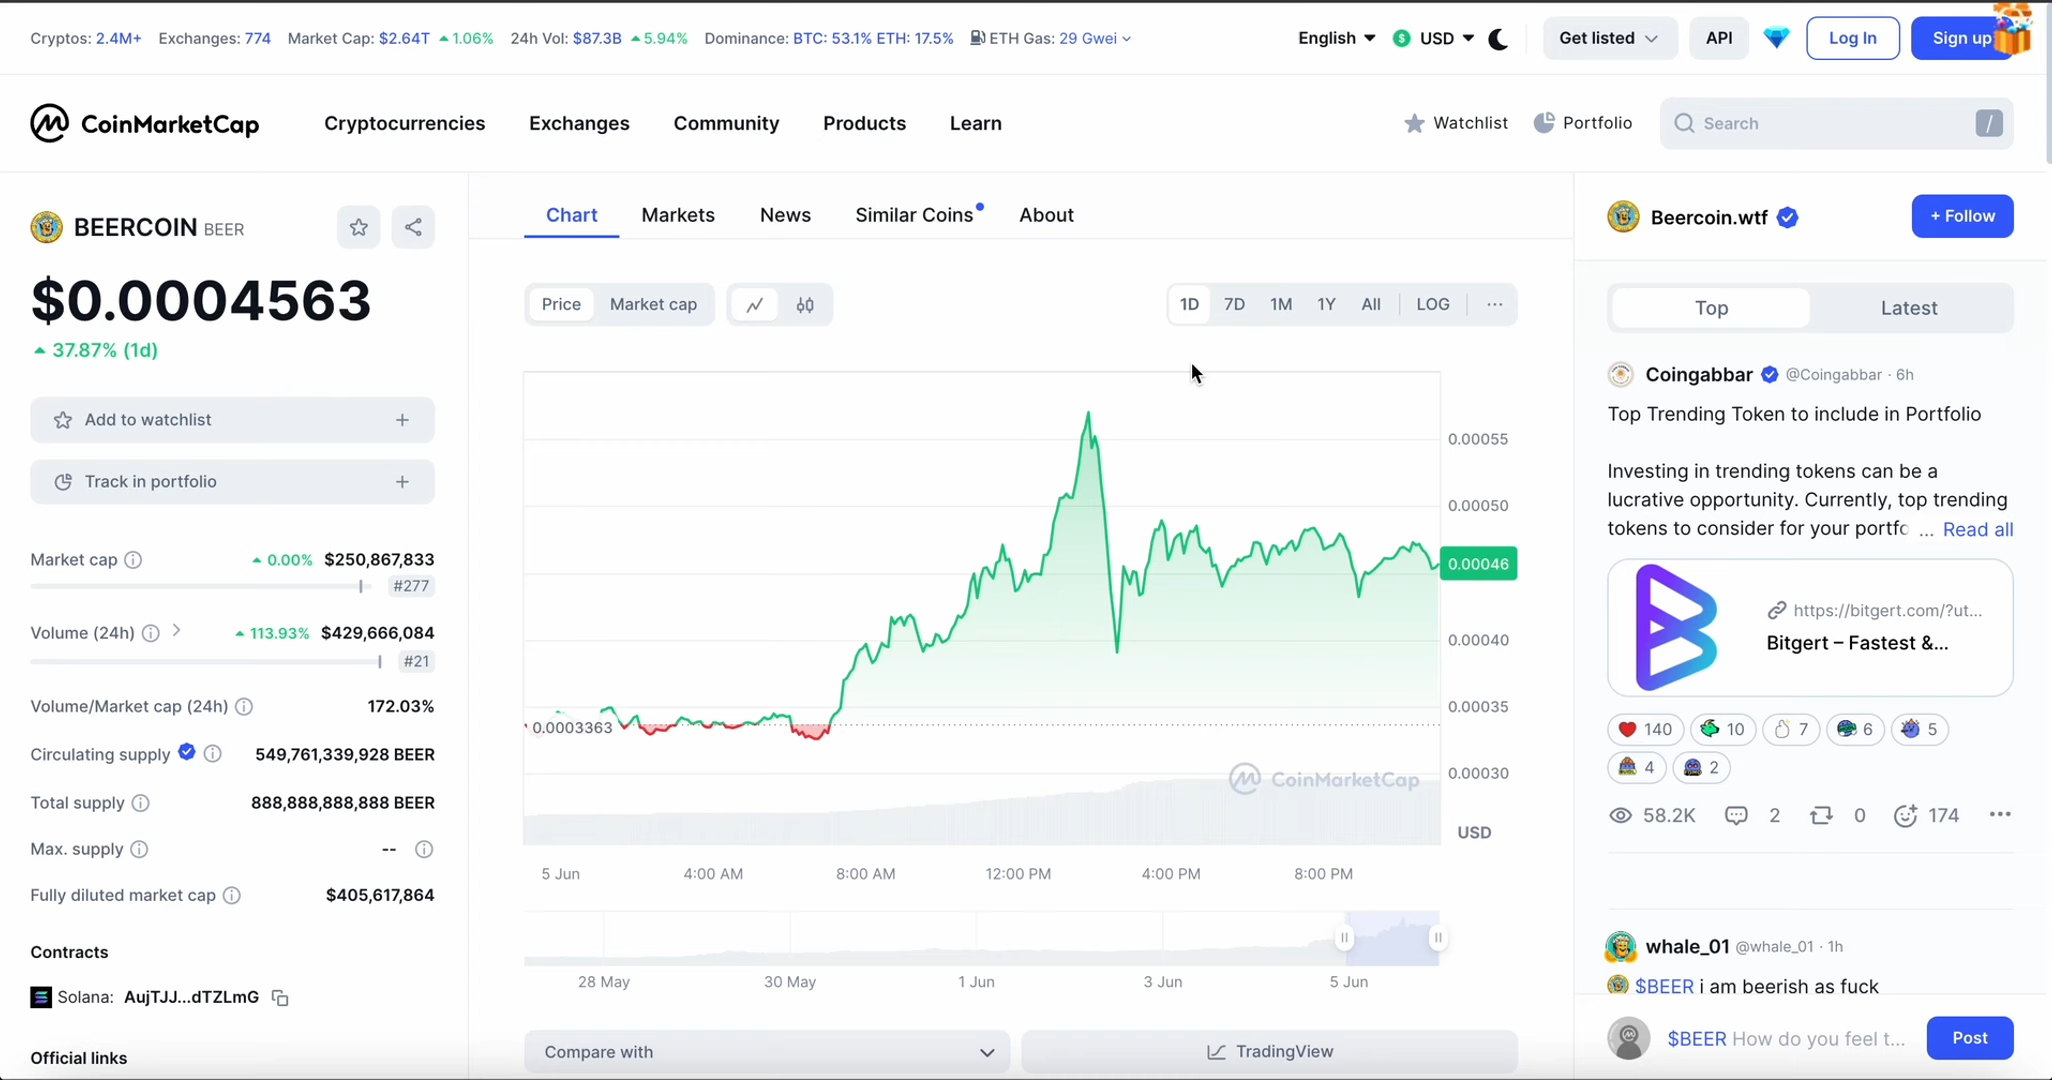 Cryptos: 2.4M+ Exchanges: 774 Market Cap: $2.64T 1.06% 24h Vol: $87.3B 5.94% Dominance: BTC: 53.1% ETH: 17.5% ETH Gas: 29 Gwei
English USD Get listed API Log In Sign up
CoinMarketCap Cryptocurrencies Exchanges Community Products Learn Watchlist Portfolio Search /
BEERCOIN BEER
$0.0004563
37.87% (1d)
Add to watchlist +
Track in portfolio +
Market cap 0.00% $250,867,833
#277
Volume (24h) 113.93% $429,666,084
#21
Volume/Market cap (24h) 172.03%
Circulating supply 549,761,339,928 BEER
Total supply 888,888,888,888 BEER
Max. supply --
Fully diluted market cap $405,617,864
Contracts
Solana: AujTJJ...dTZLmG
Official links
Chart Markets News Similar Coins About
Price Market cap 1D 7D 1M 1Y All LOG ...
0.00055
0.00050
0.00046
0.00040
0.00035
0.0003363
0.00030
CoinMarketCap
USD
5 Jun 4:00 AM 8:00 AM 12:00 PM 4:00 PM 8:00 PM
28 May 30 May 1 Jun 3 Jun 5 Jun
Compare with TradingView
Beercoin.wtf + Follow
Top Latest
Coingabbar @Coingabbar · 6h
Top Trending Token to include in Portfolio
Investing in trending tokens can be a
lucrative opportunity. Currently, top trending
tokens to consider for your portfo ... Read all
https://bitgert.com/?ut...
Bitgert – Fastest &...
140 10 7 6 5
4 2
58.2K 2 0 174 ...
whale_01 @whale_01 · 1h
$BEER i am beerish as fuck
$BEER How do you feel t... Post